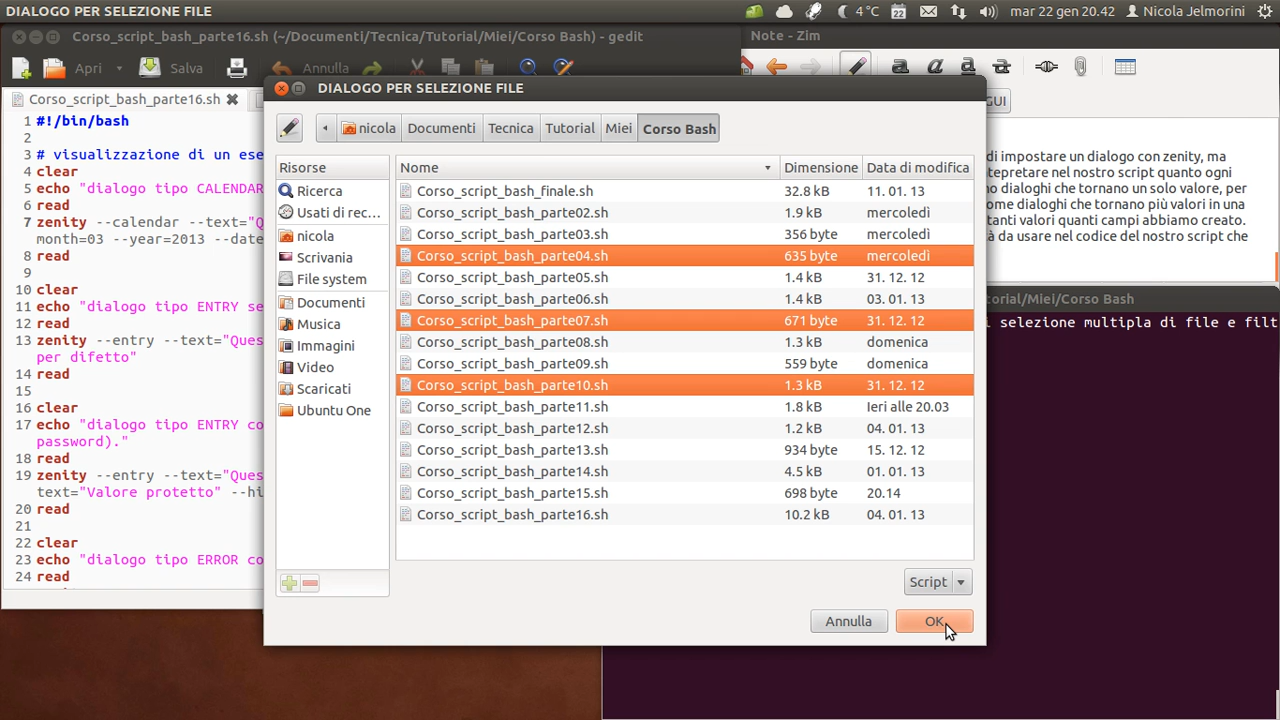 DIALOGO PER SELEZIONE FILE
4 °C
22
mar 22 gen 20.42
Nicola Jelmorini
Corso_script_bash_parte16.sh (~/Documenti/Tecnica/Tutorial/Miei/Corso Bash) - gedit
Note - Zim
Apri
Salva
Annulla
a a a a
Corso_script_bash_parte16.sh
GUI
1 #!/bin/bash
2
3 # visualizzazione di un ese
4 clear
5 echo "dialogo tipo CALENDAR
6 read
7 zenity --calendar --text="Q
month=03 --year=2013 --date
8 read
9
10 clear
11 echo "dialogo tipo ENTRY se
12 read
13 zenity --entry --text="Ques
per difetto"
14 read
15
16 clear
17 echo "dialogo tipo ENTRY co
password)."
18 read
19 zenity --entry --text="Ques
text="Valore protetto" --hi
20 read
21
22 clear
23 echo "dialogo tipo ERROR co
24 read
DIALOGO PER SELEZIONE FILE
nicola
Documenti
Tecnica
Tutorial
Miei
Corso Bash
Risorse
Ricerca
Usati di rec...
nicola
Scrivania
File system
Documenti
Musica
Immagini
Video
Scaricati
Ubuntu One
Nome Dimensione Data di modifica
Corso_script_bash_finale.sh 32.8 kB 11. 01. 13
Corso_script_bash_parte02.sh 1.9 kB mercoledì
Corso_script_bash_parte03.sh 356 byte mercoledì
Corso_script_bash_parte04.sh 635 byte mercoledì
Corso_script_bash_parte05.sh 1.4 kB 31. 12. 12
Corso_script_bash_parte06.sh 1.4 kB 03. 01. 13
Corso_script_bash_parte07.sh 671 byte 31. 12. 12
Corso_script_bash_parte08.sh 1.3 kB domenica
Corso_script_bash_parte09.sh 559 byte domenica
Corso_script_bash_parte10.sh 1.3 kB 31. 12. 12
Corso_script_bash_parte11.sh 1.8 kB Ieri alle 20.03
Corso_script_bash_parte12.sh 1.2 kB 04. 01. 13
Corso_script_bash_parte13.sh 934 byte 15. 12. 12
Corso_script_bash_parte14.sh 4.5 kB 01. 01. 13
Corso_script_bash_parte15.sh 698 byte 20.14
Corso_script_bash_parte16.sh 10.2 kB 04. 01. 13
Script
Annulla
OK
di impostare un dialogo con zenity, ma
tepretare nel nostro script quanto ogni
no dialoghi che tornano un solo valore, per
ome dialoghi che tornano più valori in una
tanti valori quanti campi abbiamo creato.
à da usare nel codice del nostro script che
torial/Miei/Corso Bash
i selezione multipla di file e filt